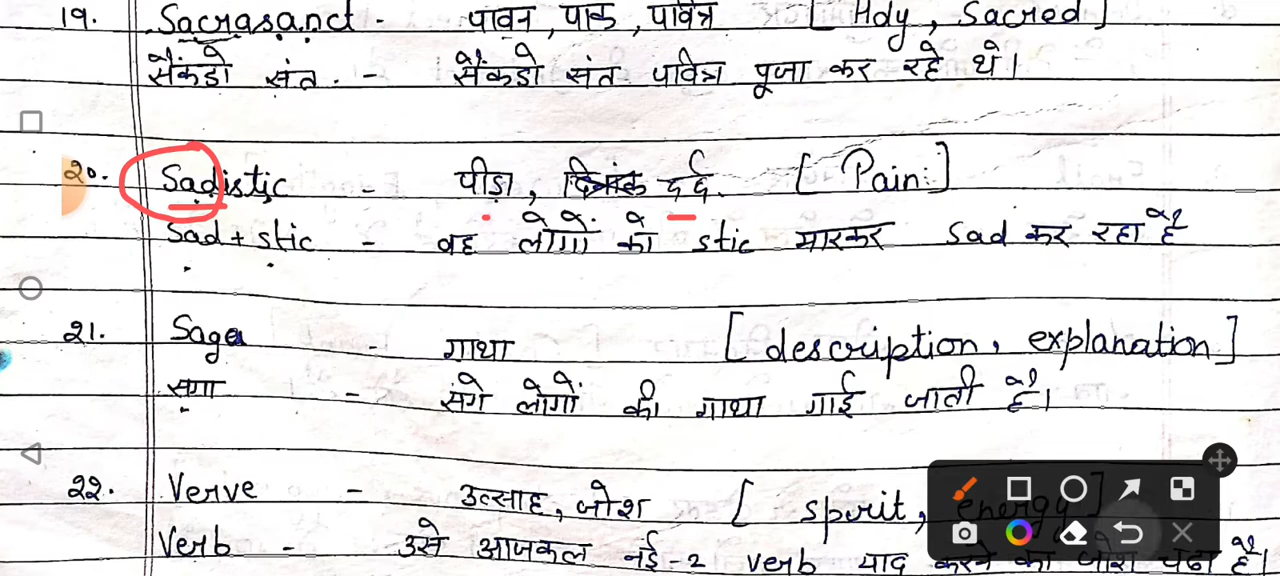 19. Sacrasanct - पावन, पाक, पवित्र [ Holy, Sacred ]
सैंकडो संत. - सैंकडो संत पवित्र पूजा कर रहे थे।
20. Sadistic - पीड़ा, दर्द. [ Pain ]
Sad + stic - वह लोगों को stic मारकर Sad कर रहा है
21. Saga - गाथा [ description, explanation ]
सगा - सगे लोगों की गाथा गाई जाती है।
22. Verve - उत्साह, जोश [ spirit, energy ]
Verb - उसे आजकल नई-2 verb याद करने का जोश चढा है।